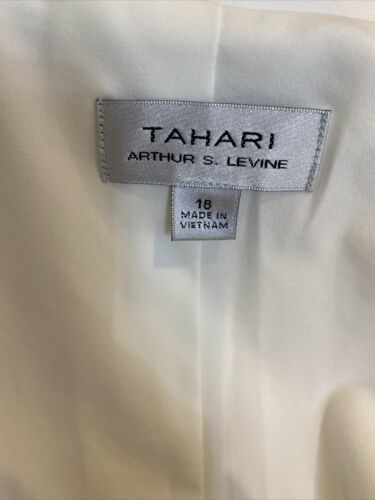 TAHARI
ARTHUR S. LEVINE
18
MADE IN
VIETNAM